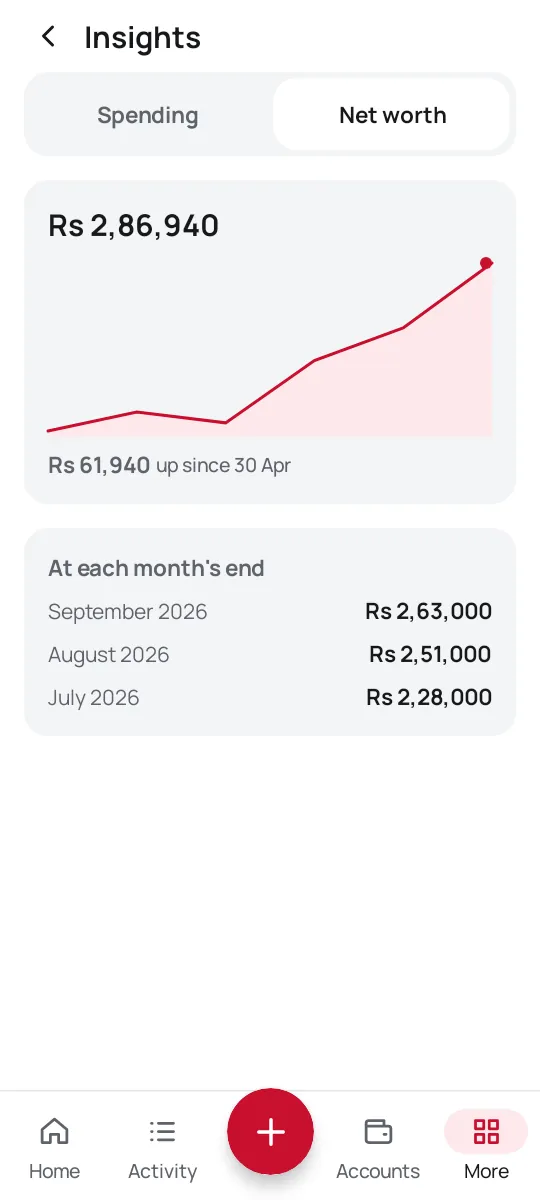 Insights
Spending Net worth
Rs 2,86,940
Rs 61,940 up since 30 Apr
At each month's end
September 2026 Rs 2,63,000
August 2026 Rs 2,51,000
July 2026 Rs 2,28,000
Home Activity Accounts More